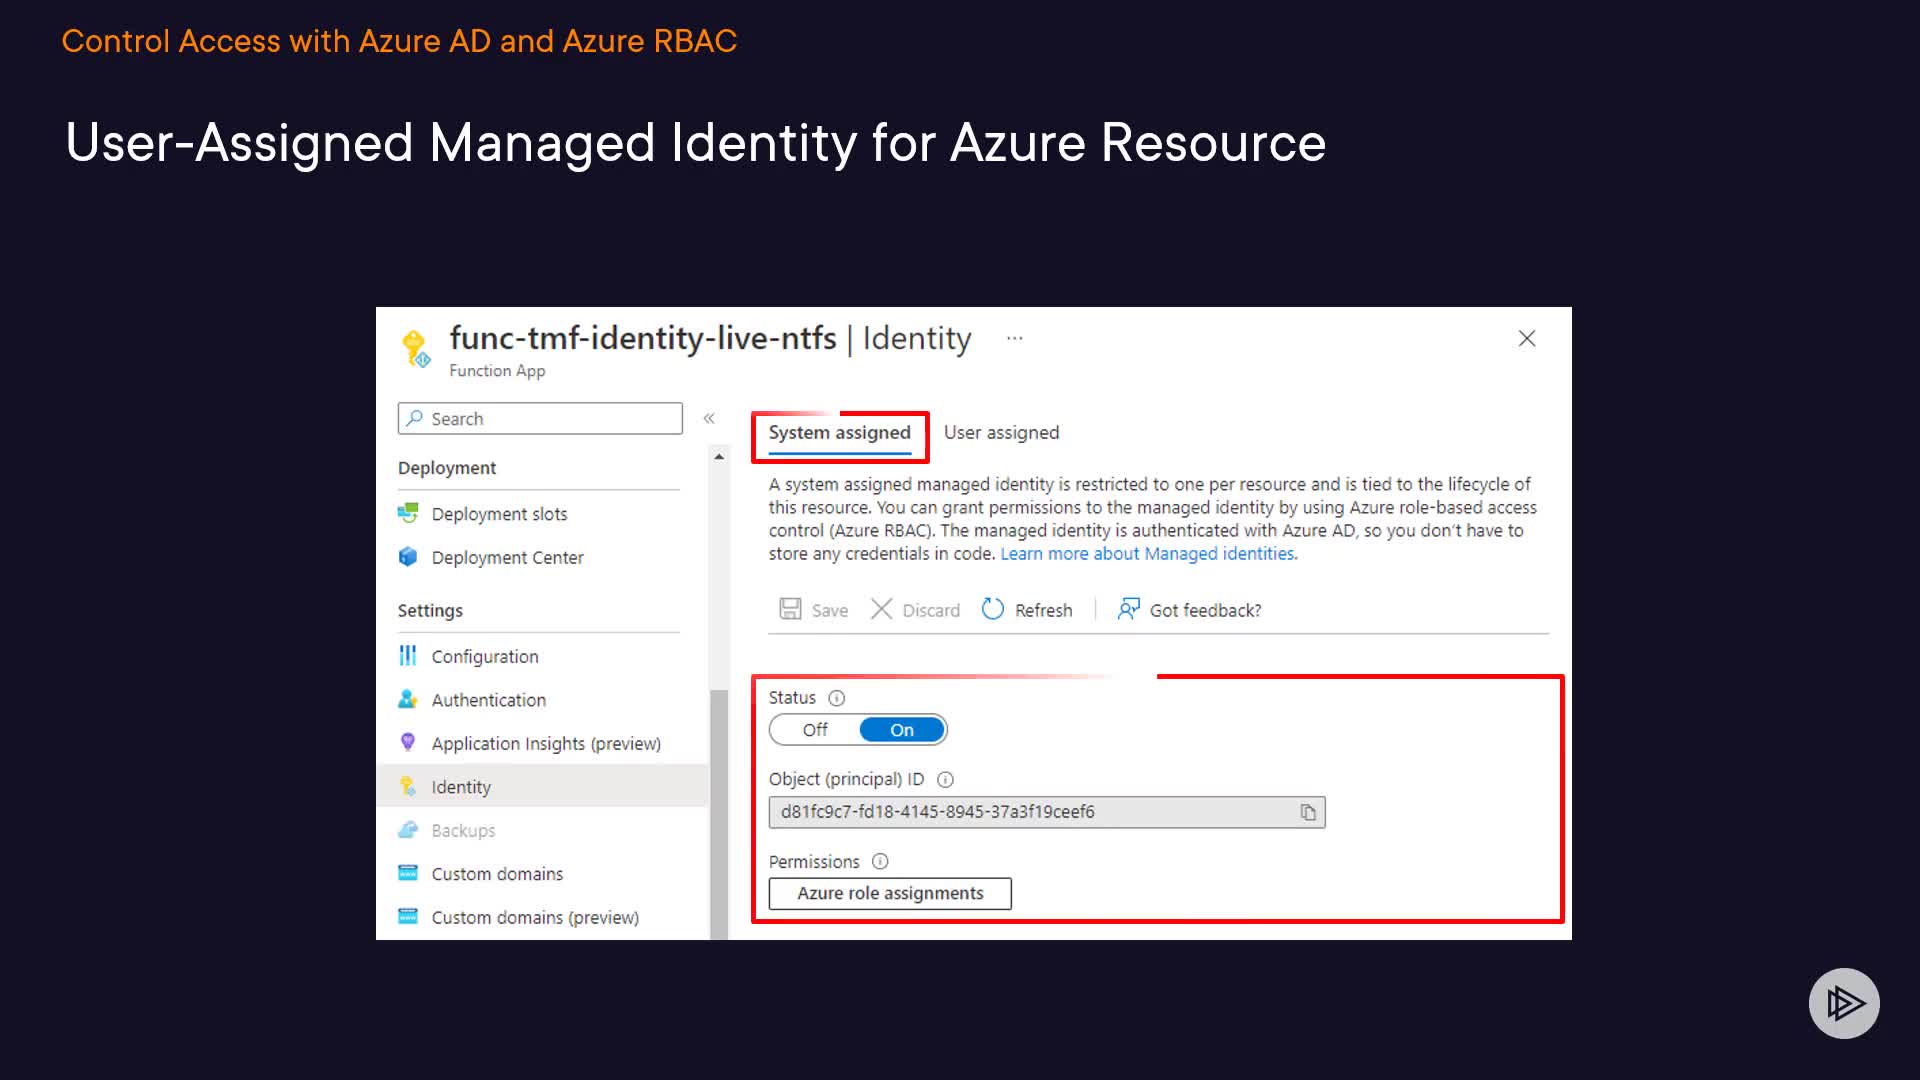 Control Access with Azure AD and Azure RBAC
User-Assigned Managed Identity for Azure Resource
func-tmf-identity-live-ntfs | Identity ...
Function App
Search
«
Deployment
Deployment slots
Deployment Center
Settings
Configuration
Authentication
Application Insights (preview)
Identity
Backups
Custom domains
Custom domains (preview)
System assigned
User assigned
A system assigned managed identity is restricted to one per resource and is tied to the lifecycle of
this resource. You can grant permissions to the managed identity by using Azure role-based access
control (Azure RBAC). The managed identity is authenticated with Azure AD, so you don't have to
store any credentials in code. Learn more about Managed identities.
Save
Discard
Refresh
Got feedback?
Status
Off
On
Object (principal) ID
d81fc9c7-fd18-4145-8945-37a3f19ceef6
Permissions
Azure role assignments